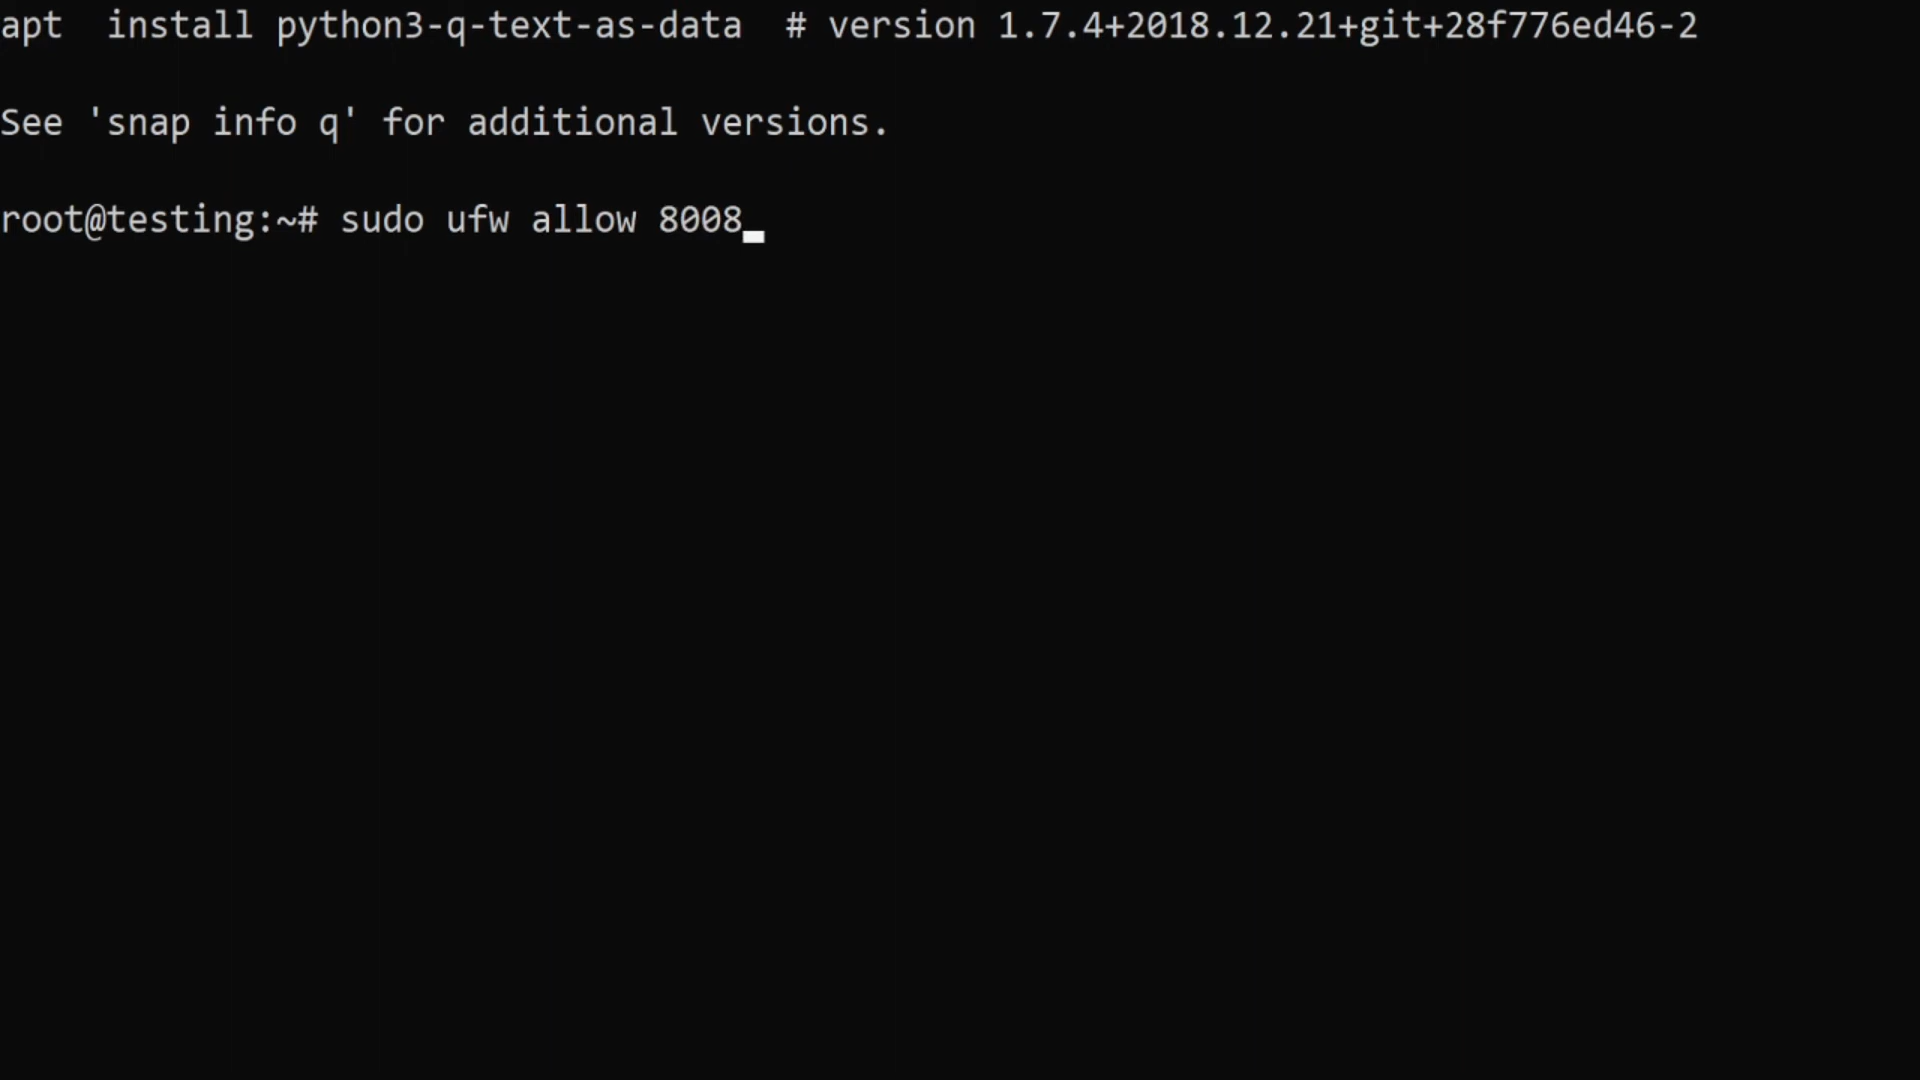 apt  install python3-q-text-as-data  # version 1.7.4+2018.12.21+git+28f776ed46-2
See 'snap info q' for additional versions.
root@testing:~# sudo ufw allow 8008